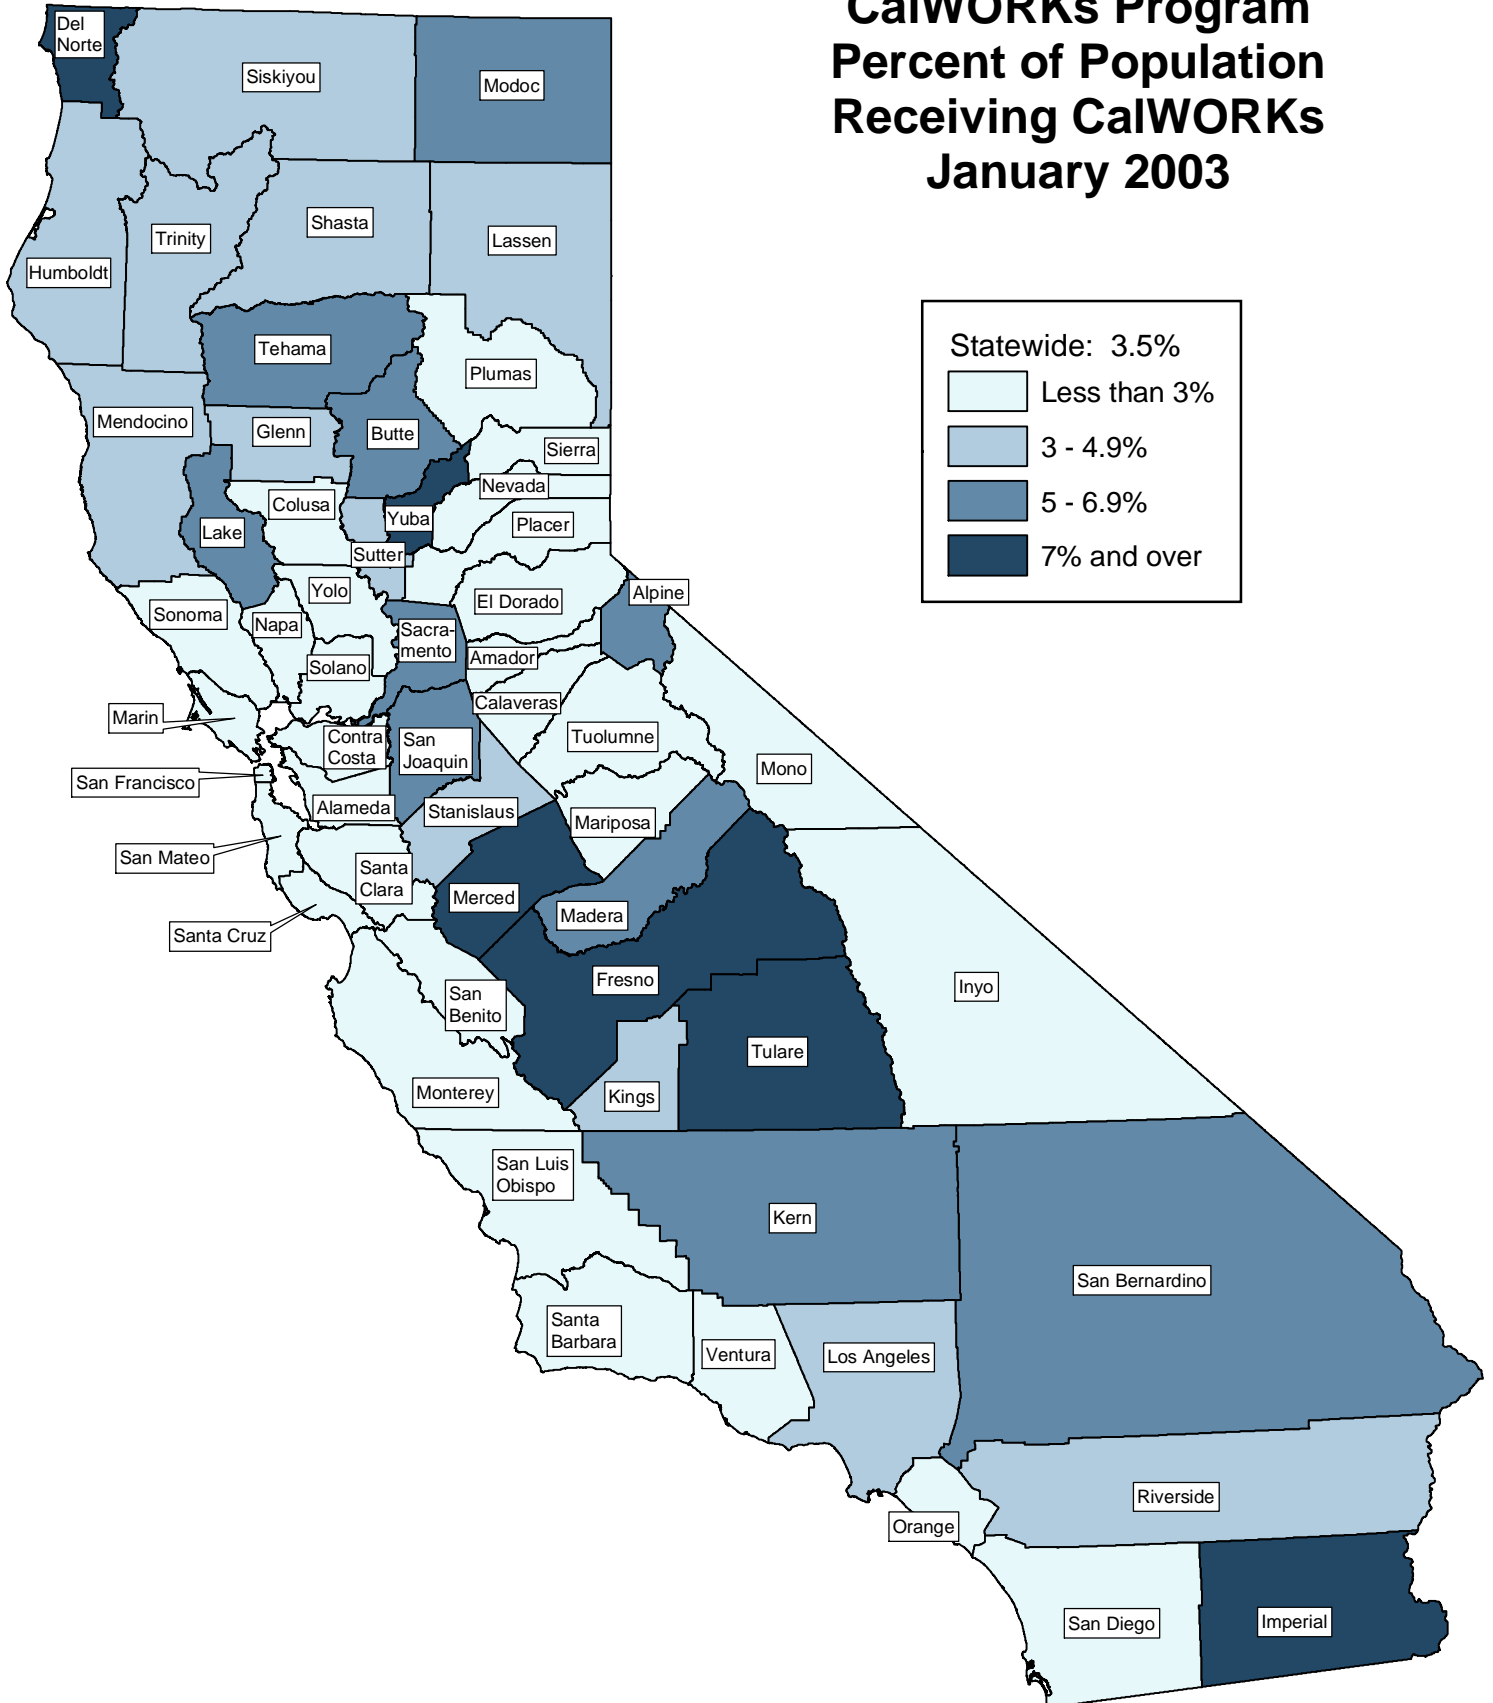 CalWORKs Program
Percent of Population
Receiving CalWORKs
January 2003
Statewide: 3.5%
Less than 3%
3 - 4.9%
5 - 6.9%
7% and over
Del
Norte
Siskiyou
Modoc
Humboldt
Trinity
Shasta
Lassen
Tehama
Plumas
Mendocino
Glenn
Butte
Sierra
Nevada
Colusa
Yuba
Placer
Lake
Sutter
Yolo
El Dorado
Alpine
Sonoma
Napa
Sacra-
mento
Solano
Amador
Calaveras
Marin
Contra
Costa
San
Joaquin
Tuolumne
Mono
San Francisco
Alameda
Stanislaus
Mariposa
San Mateo
Santa
Clara
Merced
Madera
Santa Cruz
Fresno
Inyo
San
Benito
Tulare
Monterey
Kings
San Luis
Obispo
Kern
San Bernardino
Santa
Barbara
Ventura
Los Angeles
Riverside
Orange
San Diego
Imperial